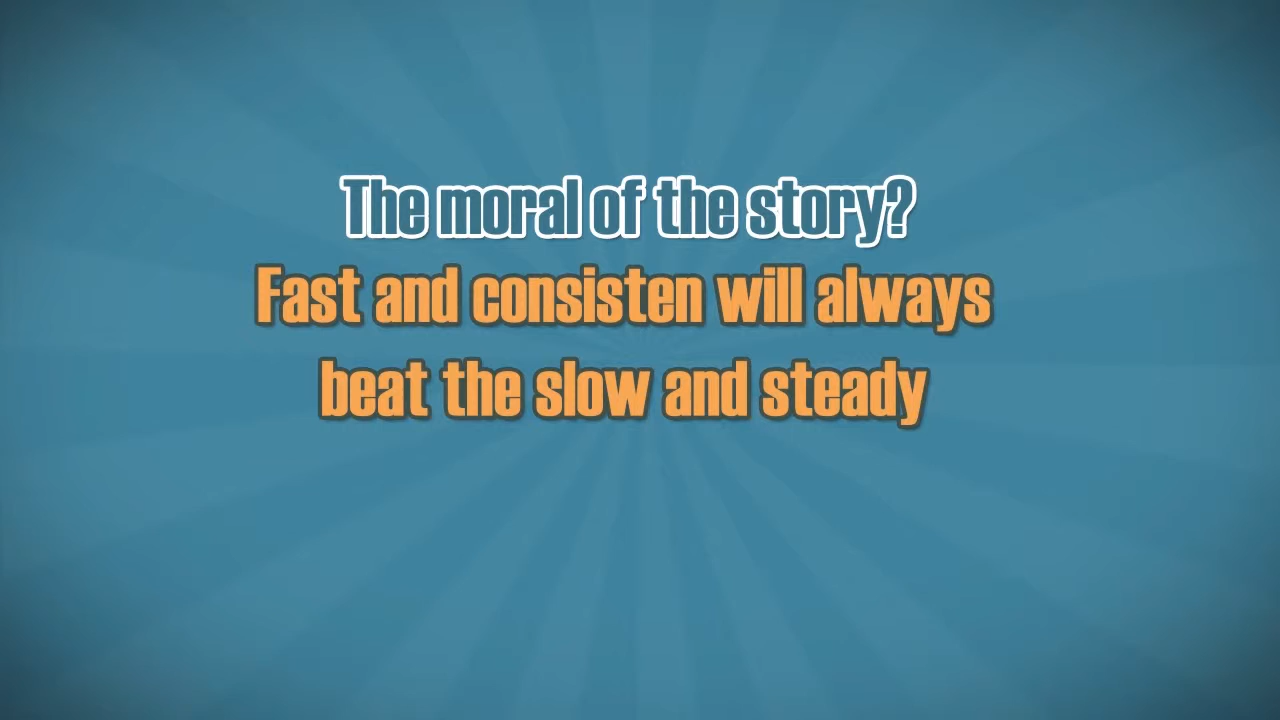 The moral of the story?
Fast and consisten will always
beat the slow and steady